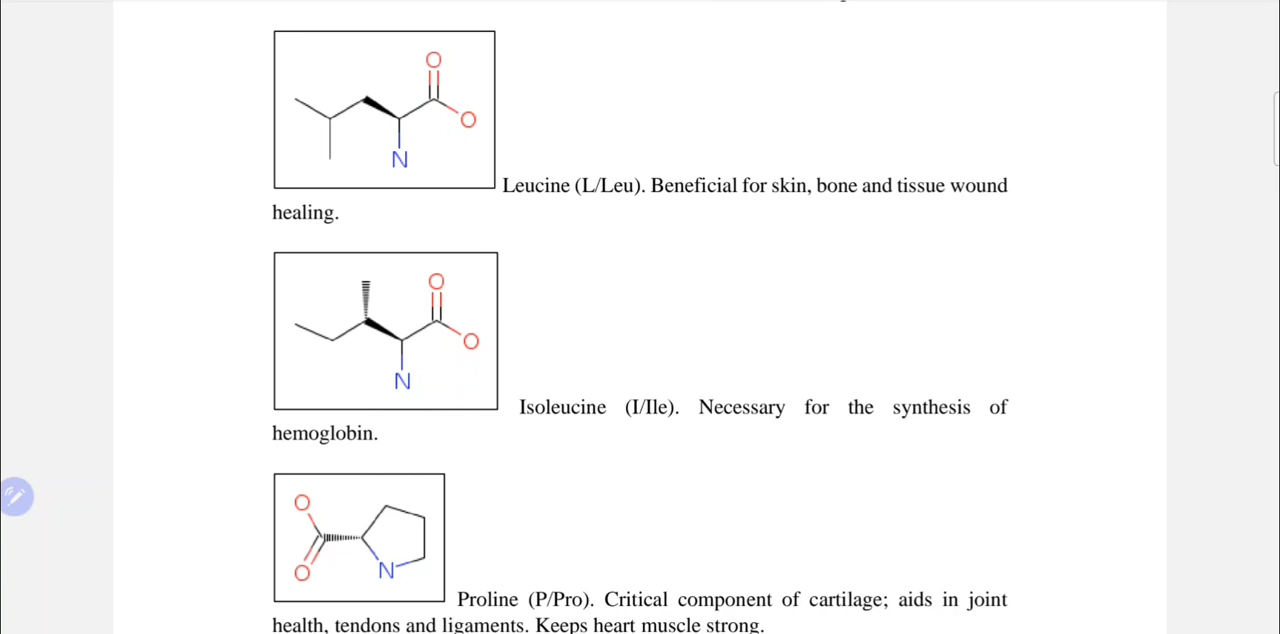 O
O
N
Leucine (L/Leu). Beneficial for skin, bone and tissue wound
healing.
O
O
N
Isoleucine (I/Ile). Necessary for the synthesis of
hemoglobin.
O
O
N
Proline (P/Pro). Critical component of cartilage; aids in joint
health, tendons and ligaments. Keeps heart muscle strong.